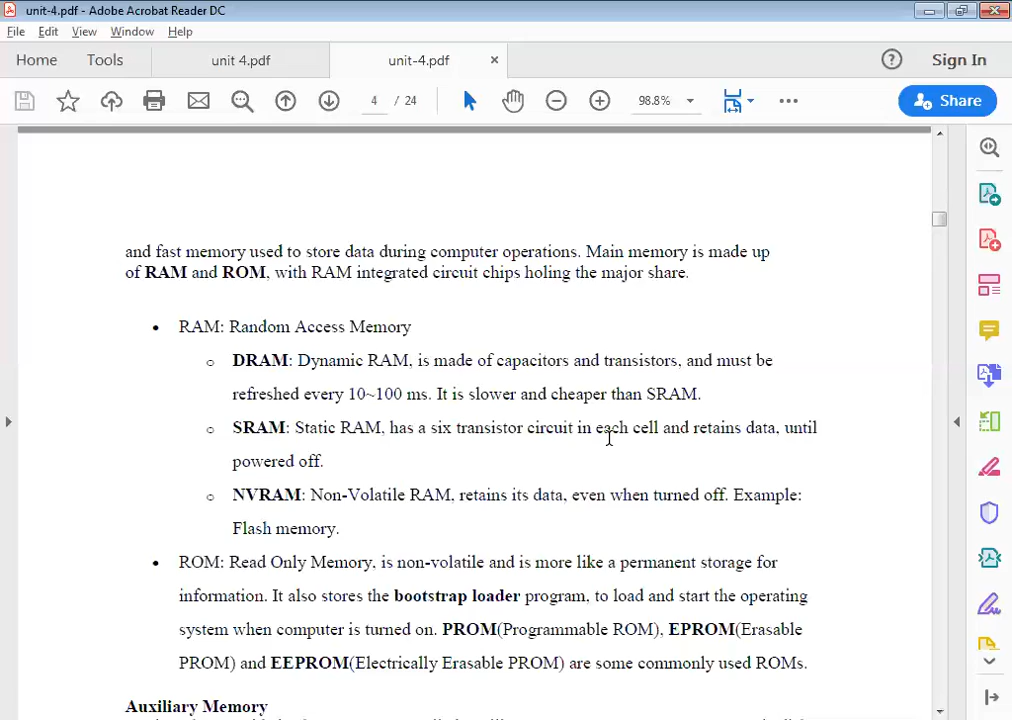 unit-4.pdf - Adobe Acrobat Reader DC
File Edit View Window Help
Home Tools unit 4.pdf unit-4.pdf × Sign In
4 / 24 98.8% Share
and fast memory used to store data during computer operations. Main memory is made up
of RAM and ROM, with RAM integrated circuit chips holing the major share.
• RAM: Random Access Memory
o DRAM: Dynamic RAM, is made of capacitors and transistors, and must be
refreshed every 10~100 ms. It is slower and cheaper than SRAM.
o SRAM: Static RAM, has a six transistor circuit in each cell and retains data, until
powered off.
o NVRAM: Non-Volatile RAM, retains its data, even when turned off. Example:
Flash memory.
• ROM: Read Only Memory, is non-volatile and is more like a permanent storage for
information. It also stores the bootstrap loader program, to load and start the operating
system when computer is turned on. PROM(Programmable ROM), EPROM(Erasable
PROM) and EEPROM(Electrically Erasable PROM) are some commonly used ROMs.
Auxiliary Memory